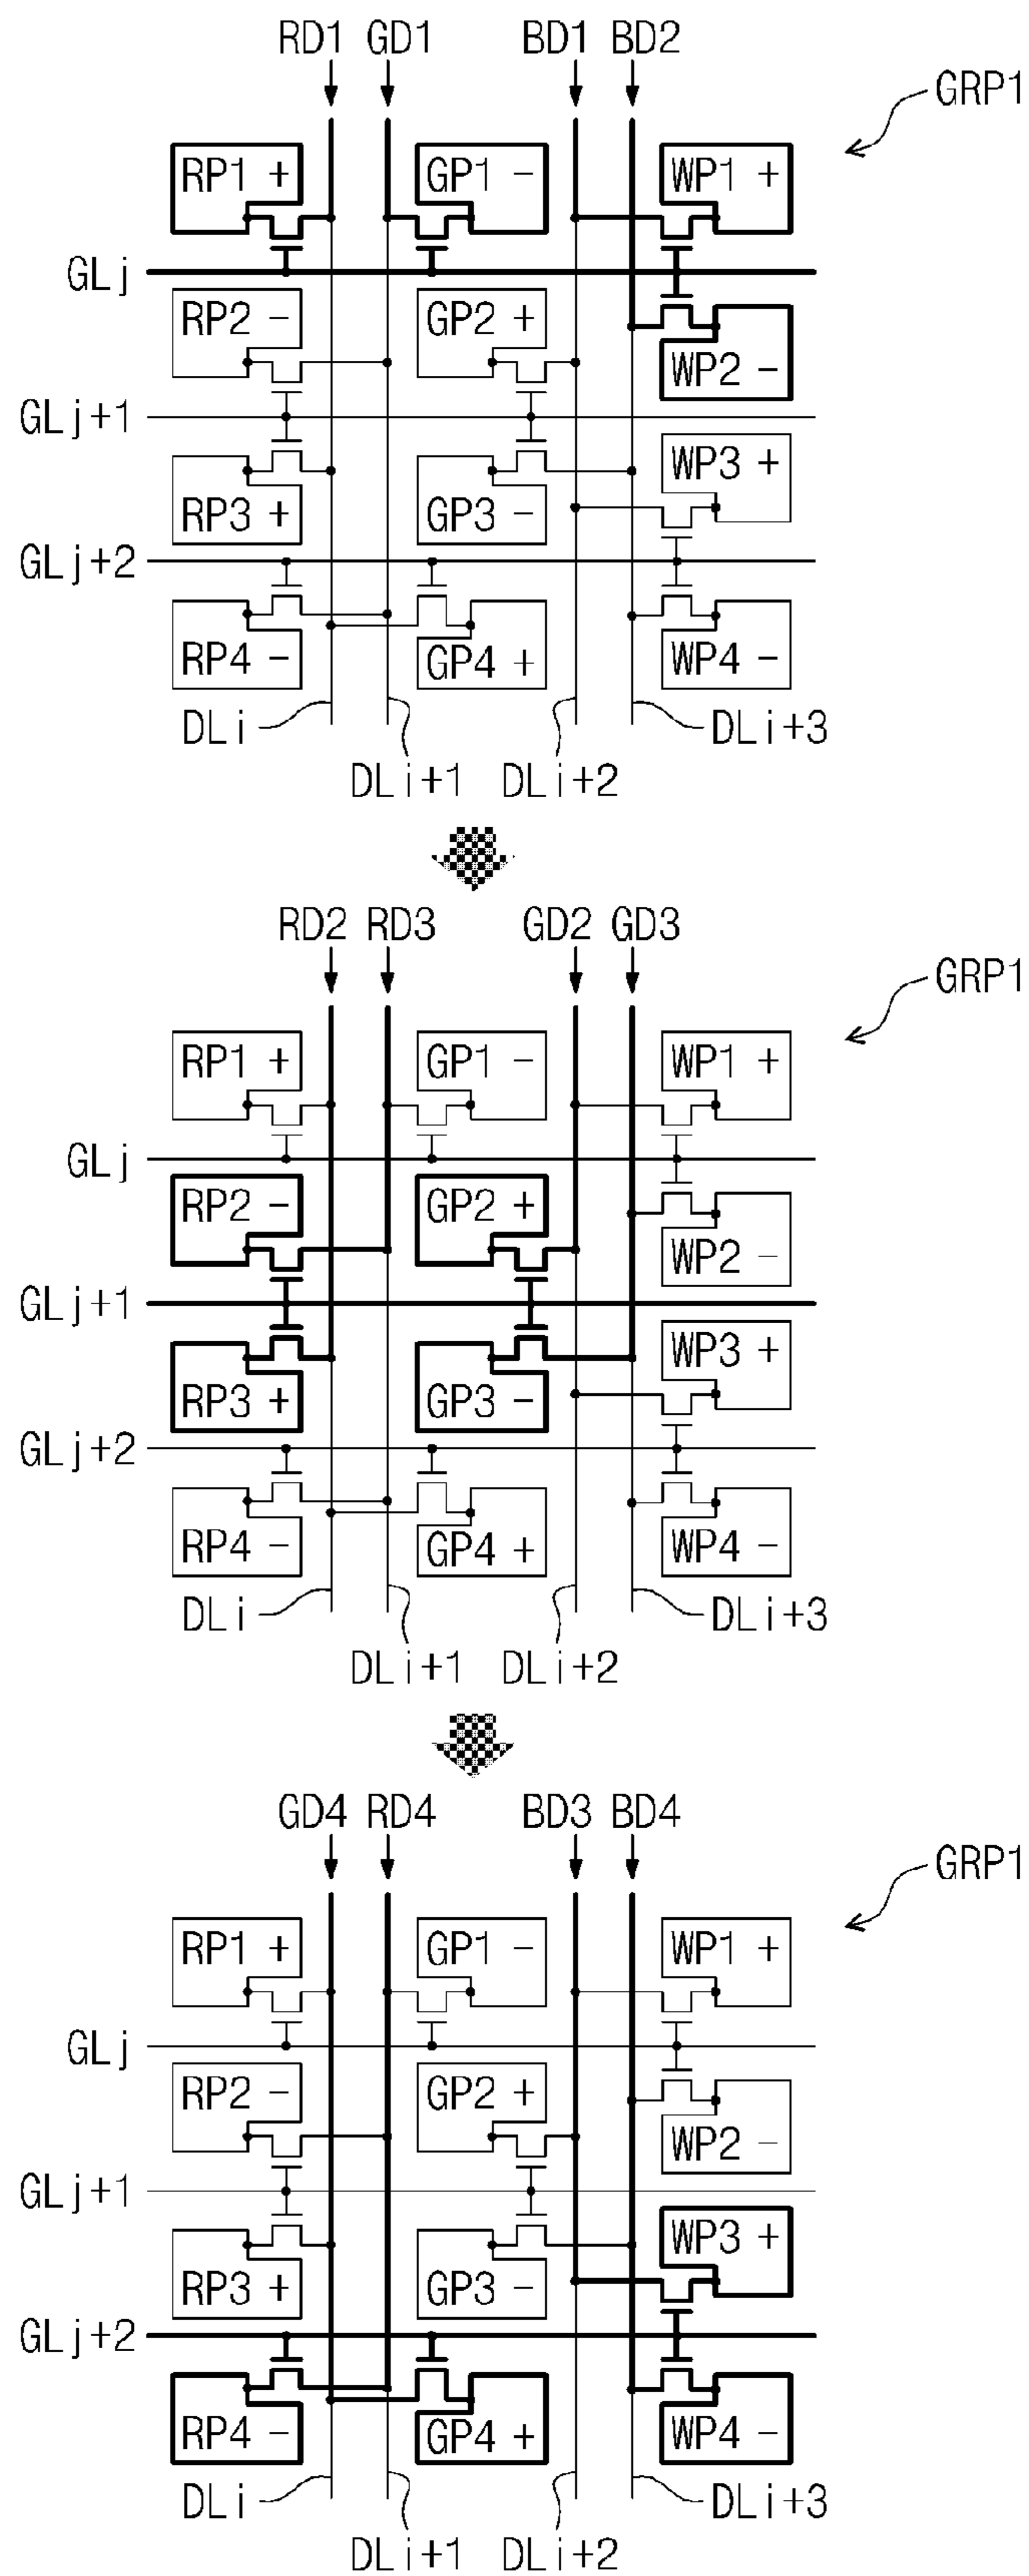 RD1 GD1 BD1 BD2
GRP1
RP1 + GP1 - WP1 +
GLj
RP2 - GP2 +
WP2 -
GLj+1
WP3 +
RP3 + GP3 -
GLj+2
RP4 - GP4 + WP4 -
DLi DLi+3
DLi+1 DLi+2
RD2 RD3 GD2 GD3
GRP1
RP1 + GP1 - WP1 +
GLj
RP2 - GP2 +
WP2 -
GLj+1
WP3 +
RP3 + GP3 -
GLj+2
RP4 - GP4 + WP4 -
DLi DLi+3
DLi+1 DLi+2
GD4 RD4 BD3 BD4
GRP1
RP1 + GP1 - WP1 +
GLj
RP2 - GP2 +
WP2 -
GLj+1
WP3 +
RP3 + GP3 -
GLj+2
RP4 - GP4 + WP4 -
DLi DLi+3
DLi+1 DLi+2